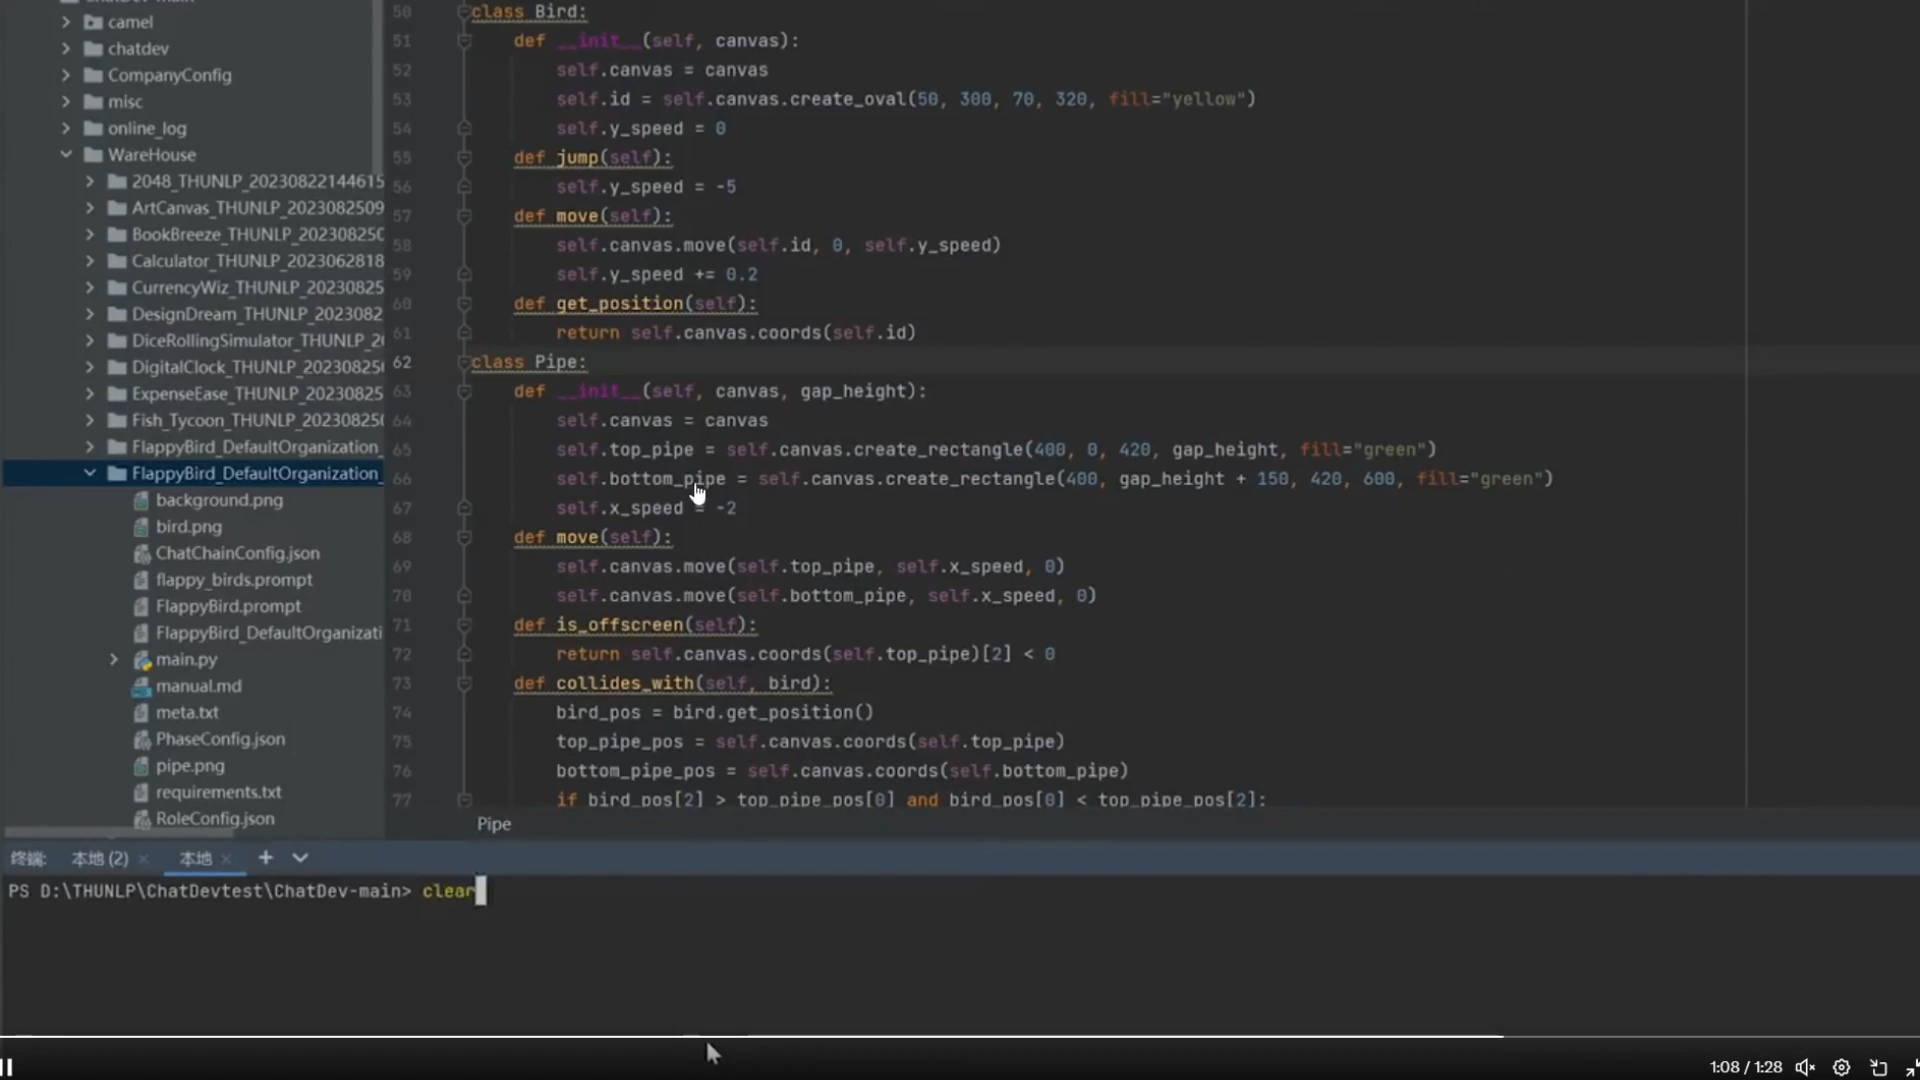 camel
chatdev
CompanyConfig
misc
online_log
WareHouse
2048_THUNLP_20230822144615
ArtCanvas_THUNLP_2023082509
BookBreeze_THUNLP_20230825
Calculator_THUNLP_2023062818
CurrencyWiz_THUNLP_20230825
DesignDream_THUNLP_2023082
DiceRollingSimulator_THUNLP_2
DigitalClock_THUNLP_2023082
ExpenseEase_THUNLP_20230825
Fish_Tycoon_THUNLP_2023082
FlappyBird_DefaultOrganization_
FlappyBird_DefaultOrganization_
background.png
bird.png
ChatChainConfig.json
flappy_birds.prompt
FlappyBird.prompt
FlappyBird_DefaultOrganizati
main.py
manual.md
meta.txt
PhaseConfig.json
pipe.png
requirements.txt
RoleConfig.json
50 class Bird:
51 def __init__(self, canvas):
52 self.canvas = canvas
53 self.id = self.canvas.create_oval(50, 300, 70, 320, fill="yellow")
54 self.y_speed = 0
55 def jump(self):
56 self.y_speed = -5
57 def move(self):
58 self.canvas.move(self.id, 0, self.y_speed)
59 self.y_speed += 0.2
60 def get_position(self):
61 return self.canvas.coords(self.id)
62 class Pipe:
63 def __init__(self, canvas, gap_height):
64 self.canvas = canvas
65 self.top_pipe = self.canvas.create_rectangle(400, 0, 420, gap_height, fill="green")
66 self.bottom_pipe = self.canvas.create_rectangle(400, gap_height + 150, 420, 600, fill="green")
67 self.x_speed = -2
68 def move(self):
69 self.canvas.move(self.top_pipe, self.x_speed, 0)
70 self.canvas.move(self.bottom_pipe, self.x_speed, 0)
71 def is_offscreen(self):
72 return self.canvas.coords(self.top_pipe)[2] < 0
73 def collides_with(self, bird):
74 bird_pos = bird.get_position()
75 top_pipe_pos = self.canvas.coords(self.top_pipe)
76 bottom_pipe_pos = self.canvas.coords(self.bottom_pipe)
77 if bird_pos[2] > top_pipe_pos[0] and bird_pos[0] < top_pipe_pos[2]:
Pipe
终端: 本地 (2) × 本地 × +
PS D:\THUNLP\ChatDevtest\ChatDev-main> clear
1:08 / 1:28